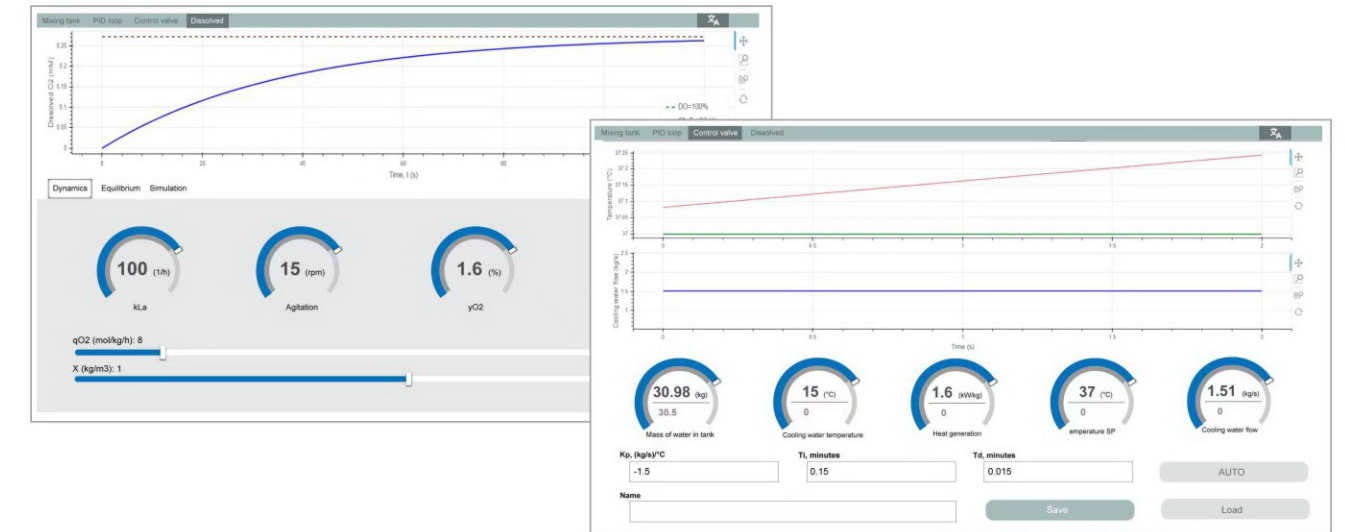 Mixing tank PID loop Control valve Dissolved
Dissolved O2 (mM)
0.25
0.2
0.15
0.1
0.05
0
DO=100%
0 20 40 60 80
Time, t (s)
Dynamics Equilibrium Simulation
100 (1/h) 15 (rpm) 1.6 (%)
kLa Agitation yO2
qO2 (mol/kg/h): 8
X (kg/m3): 1
Mixing tank PID loop Control valve Dissolved
Temperature (°C)
37.25
37.2
37.15
37.1
37.05
37
0 0.5 1 1.5 2
Cooling water flow (kg/s)
2.5
2
1.5
1
0 0.5 1 1.5 2
Time (s)
30.98 (kg) 15 (°C) 1.6 (kW/kg) 37 (°C) 1.51 (kg/s)
30.5 0 0 0 0
Mass of water in tank Cooling water temperature Heat generation emperature SP Cooling water flow
Kp, (kg/s)/°C Ti, minutes Td, minutes
-1.5 0.15 0.015 AUTO
Name
Save Load